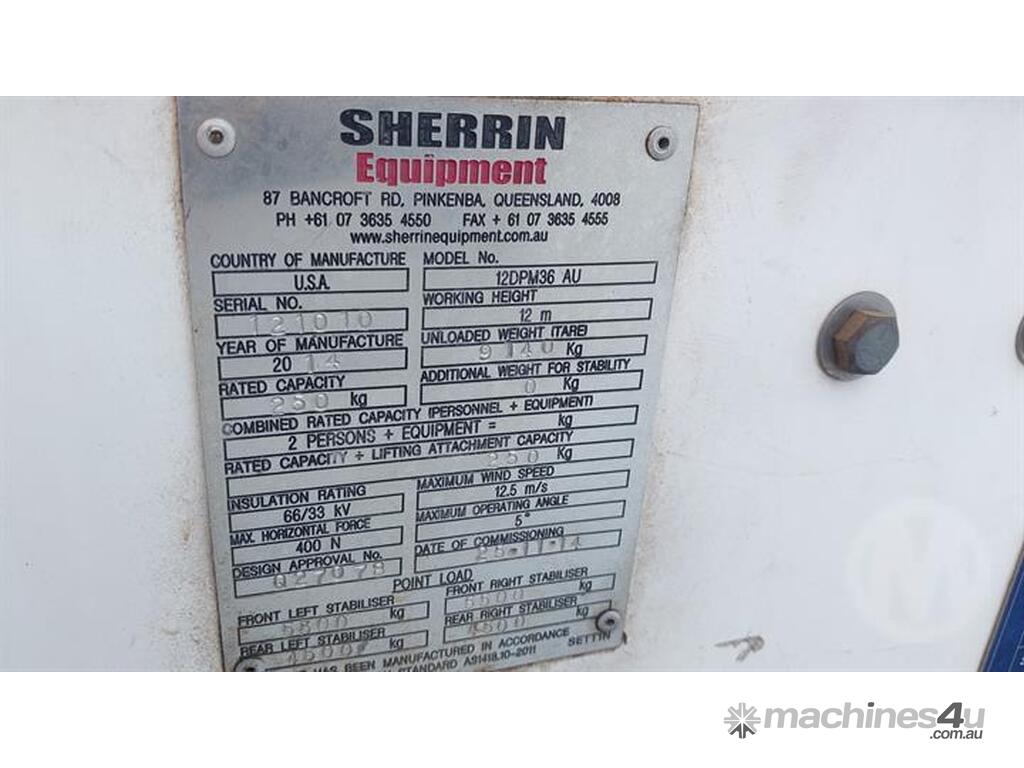 SHERRIN
Equipment
87 BANCROFT RD, PINKENBA, QUEENSLAND, 4008
PH +61 07 3635 4550 FAX + 61 07 3635 4555
www.sherrinequipment.com.au
COUNTRY OF MANUFACTURE
U.S.A.
MODEL No.
12DPM36 AU
SERIAL NO.
121010
WORKING HEIGHT
12 m
YEAR OF MANUFACTURE
2014
UNLOADED WEIGHT (TARE)
9140 Kg
RATED CAPACITY
250 kg
ADDITIONAL WEIGHT FOR STABILITY
0 Kg
COMBINED RATED CAPACITY (PERSONNEL + EQUIPMENT)
2 PERSONS + EQUIPMENT = kg
RATED CAPACITY + LIFTING ATTACHMENT CAPACITY
250 Kg
INSULATION RATING
66/33 kV
MAXIMUM WIND SPEED
12.5 m/s
MAX. HORIZONTAL FORCE
400 N
MAXIMUM OPERATING ANGLE
5°
DESIGN APPROVAL No.
Q27078
DATE OF COMMISSIONING
25-11-14
POINT LOAD
FRONT LEFT STABILISER
kg
FRONT RIGHT STABILISER
kg
REAR LEFT STABILISER
kg
REAR RIGHT STABILISER
4500 kg
HAS BEEN MANUFACTURED IN ACCORDANCE
STANDARD AS1418.10-2011
SETTIN
machines4u
.com.au